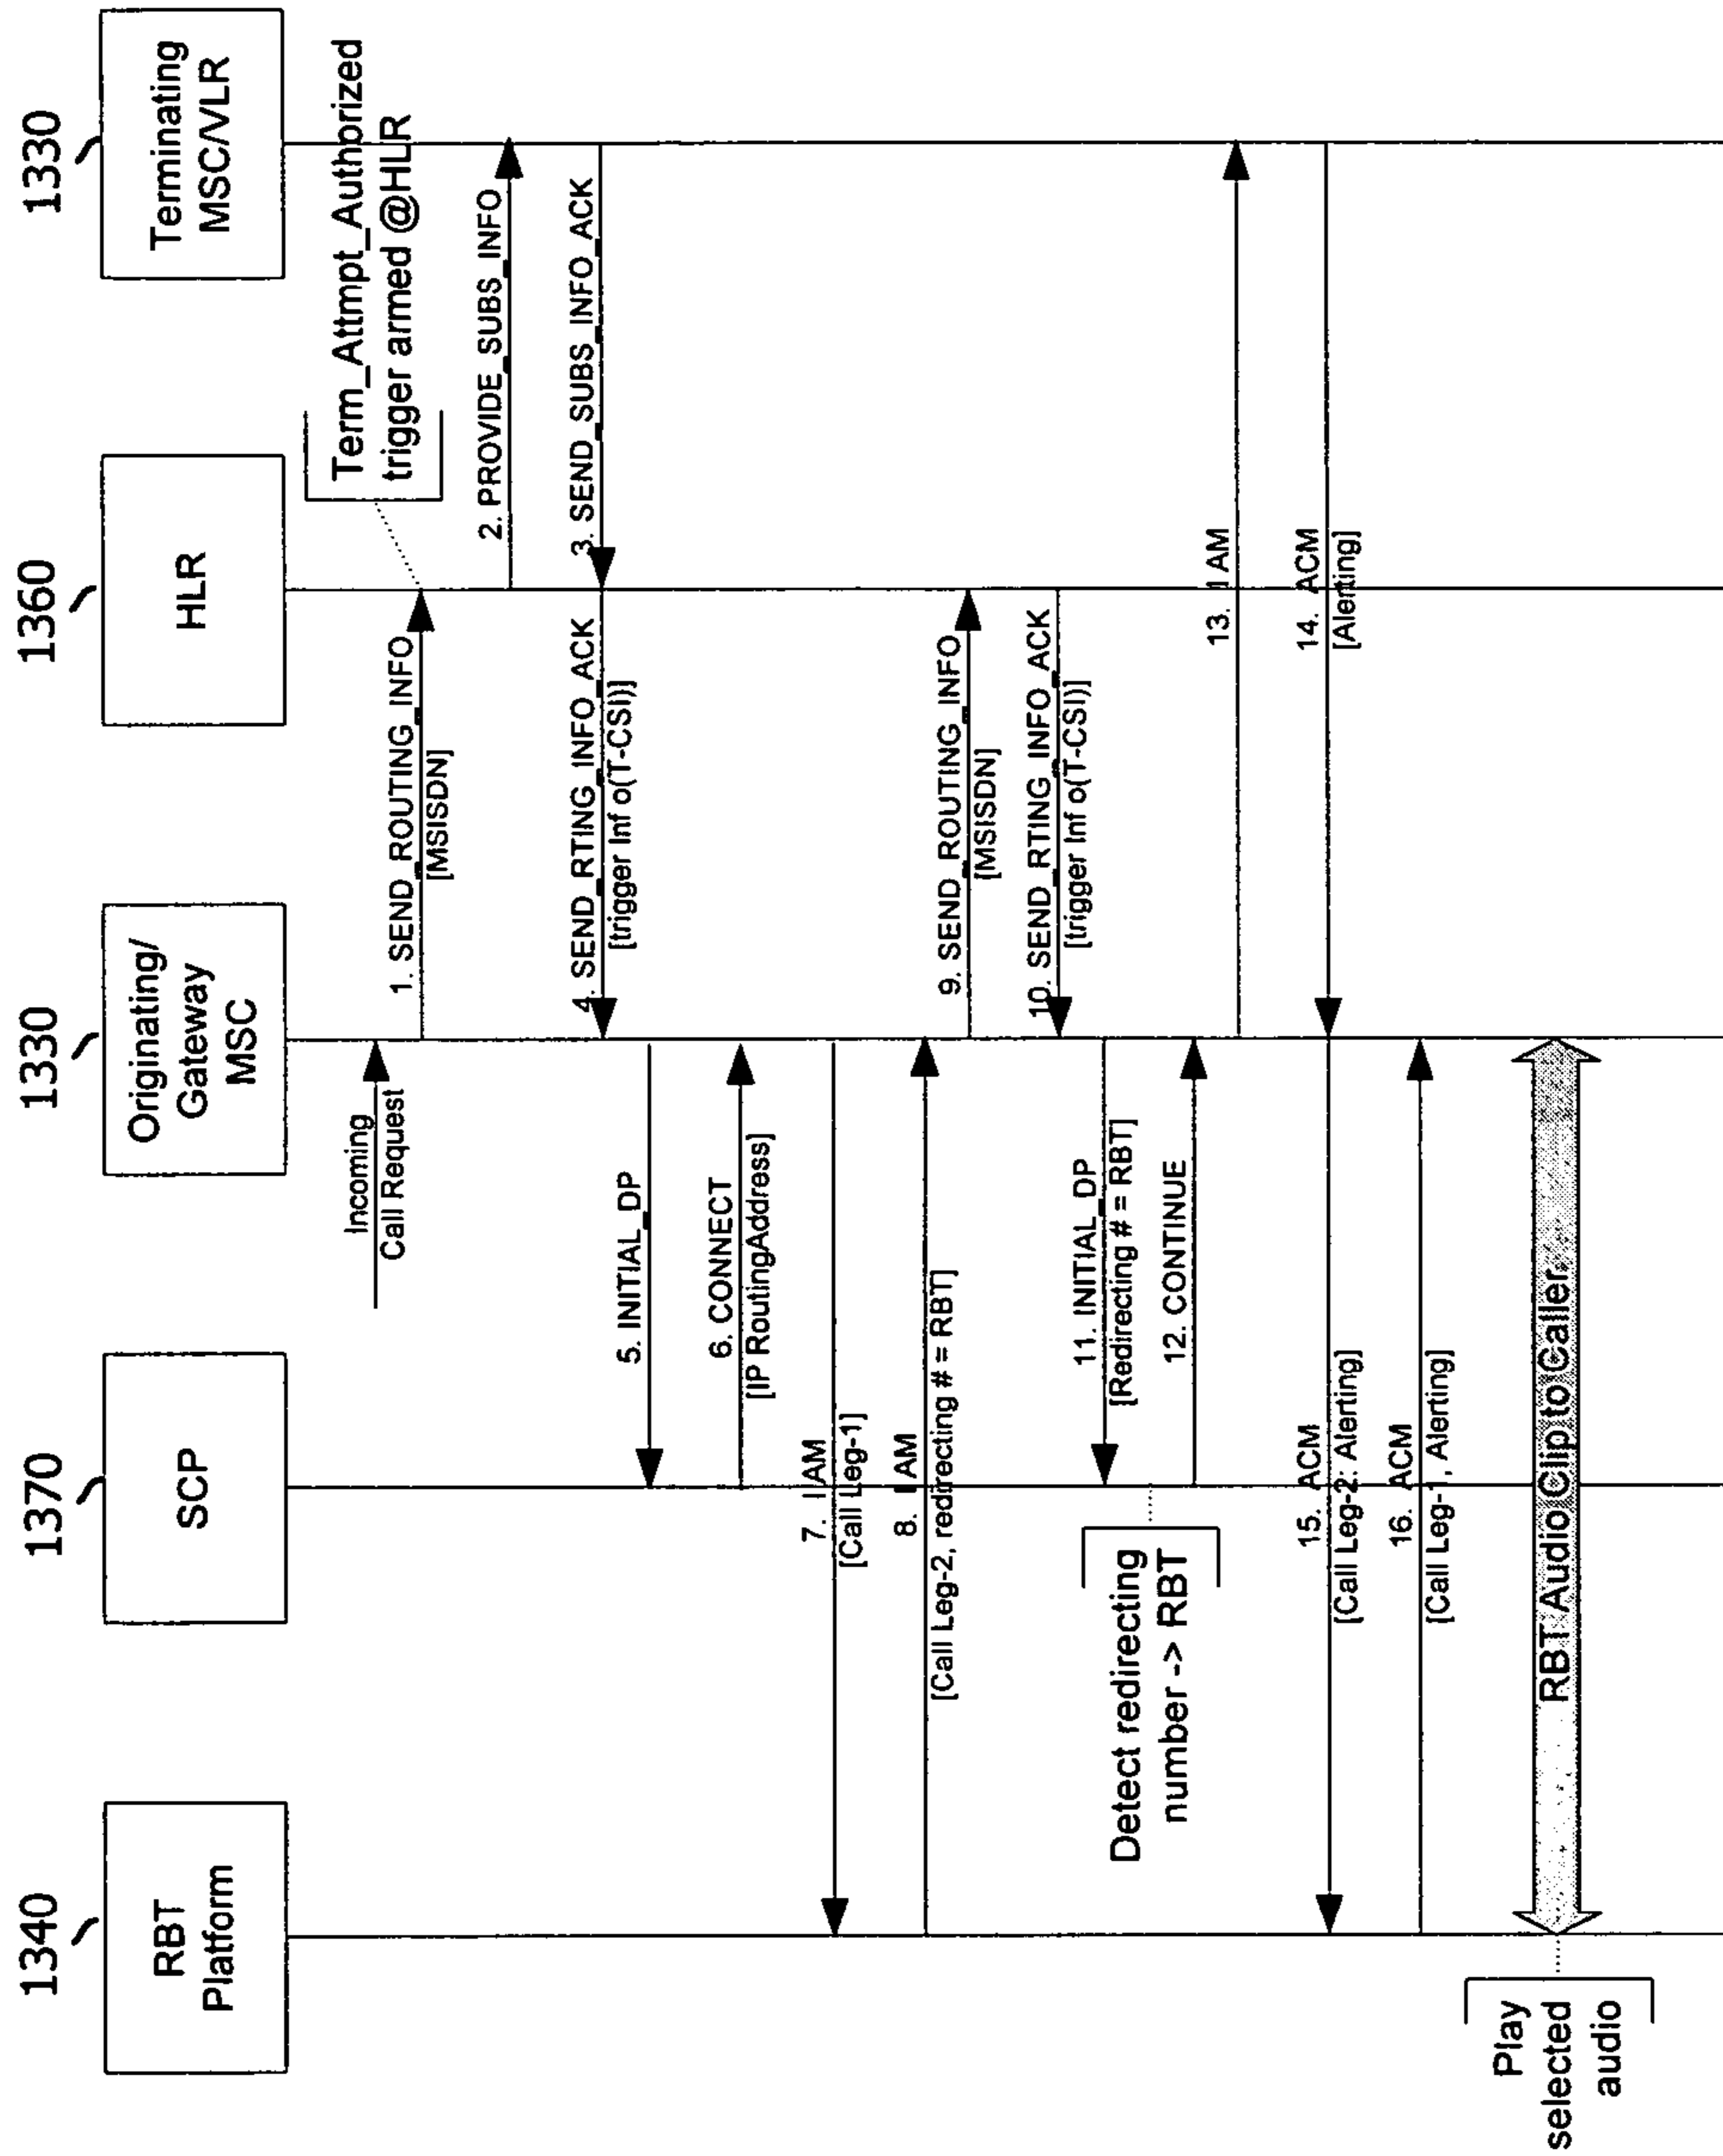 1340
RBT
Platform
1370
SCP
1330
Originating/
Gateway
MSC
1360
HLR
1330
Terminating
MSC/VLR
Incoming
Call Request
1. SEND_ROUTING_INFO
[MSISDN]
Term_Attmpt_Authorized
trigger armed @HLR
2. PROVIDE_SUBS_INFO
3. SEND_SUBS_INFO_ACK
4. SEND_RTING_INFO_ACK
[trigger Inf o(T-CSI)]
5. INITIAL_DP
6. CONNECT
[IP RoutingAddress]
7. IAM
[Call Leg-1]
8. IAM
[Call Leg-2, redirecting # = RBT]
9. SEND_ROUTING_INFO
[MSISDN]
10. SEND_RTING_INFO_ACK
[trigger Inf o(T-CSI)]
11. INITIAL_DP
[Redirecting # = RBT]
Detect redirecting
number -> RBT
12. CONTINUE
13. IAM
14. ACM
[Alerting]
15. ACM
[Call Leg-2: Alerting]
16. ACM
[Call Leg-1, Alerting]
RBT Audio Clip to Caller.
Play
selected
audio